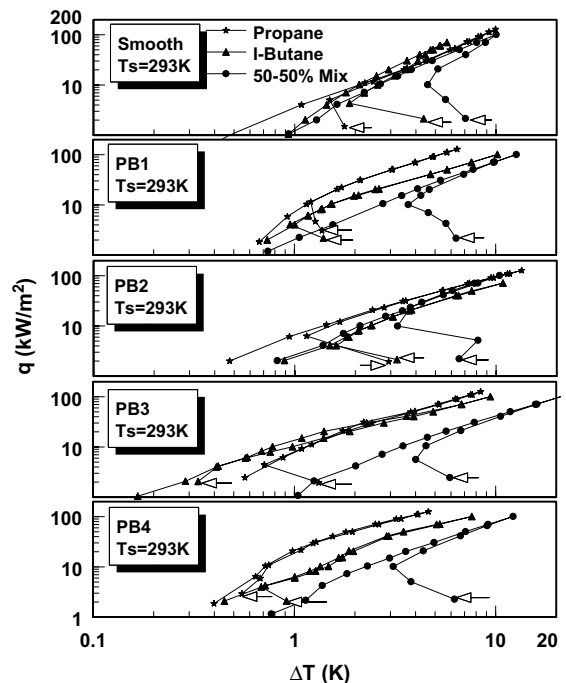 200
100
10
Smooth
Ts=293K
Propane
I-Butane
50-50% Mix
100
10
PB1
Ts=293K
100
10
PB2
Ts=293K
100
10
PB3
Ts=293K
100
10
1
PB4
Ts=293K
q (kW/m²)
0.1 1 10 20
ΔT (K)